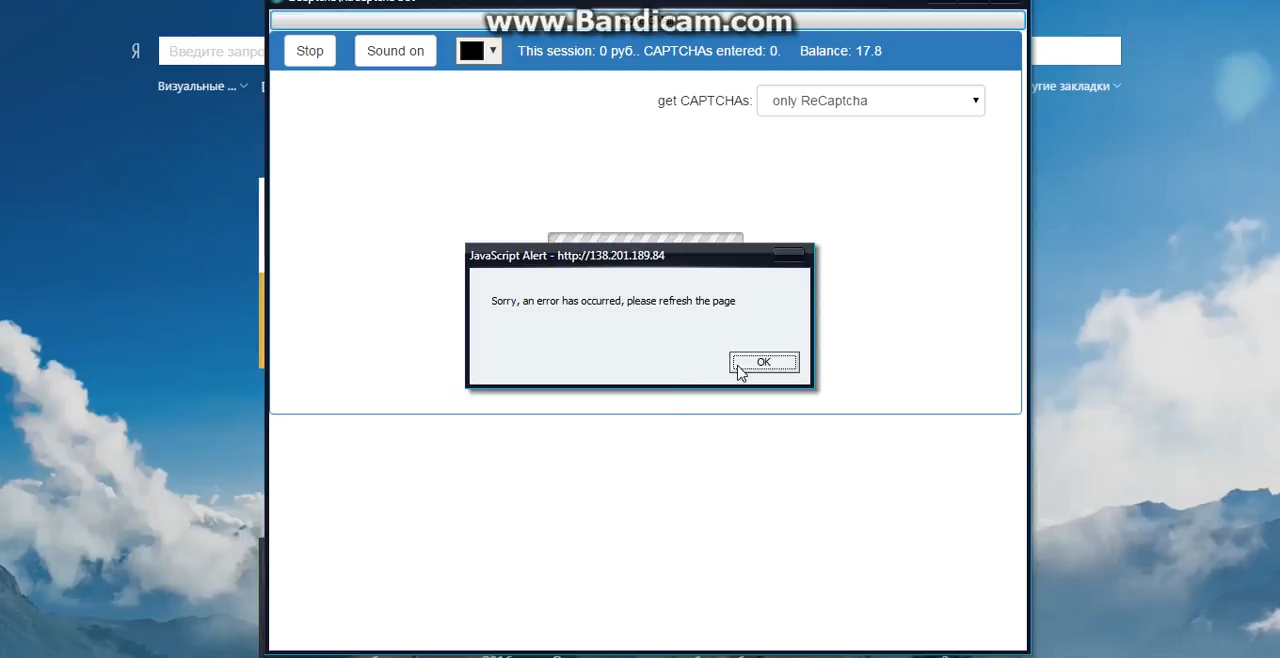 www.Bandicam.com
Я
Введите запро
Stop
Sound on
This session: 0 руб.. CAPTCHAs entered: 0.
Balance: 17.8
Визуальные ...
get CAPTCHAs:
only ReCaptcha
JavaScript Alert - http://138.201.189.84
Sorry, an error has occurred, please refresh the page
OK